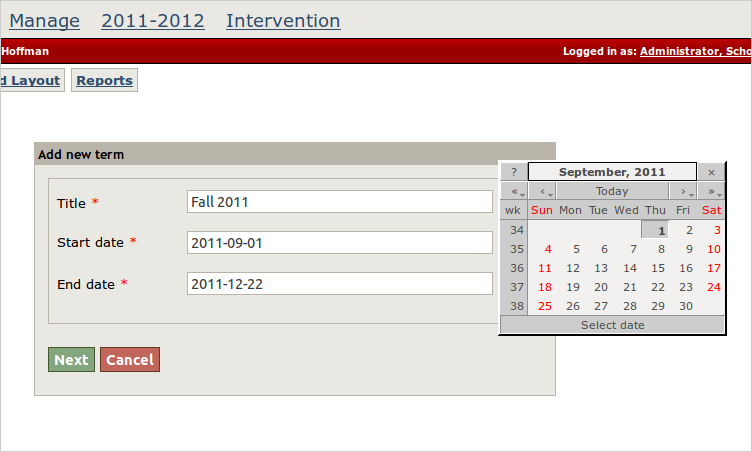 Manage 2011-2012 Intervention
Hoffman Logged in as: Administrator, Scho
d Layout Reports
Add new term
Title *
Fall 2011
Start date *
2011-09-01
End date *
2011-12-22
Next Cancel
? September, 2011 ×
« ‹ Today › »
wk Sun Mon Tue Wed Thu Fri Sat
34 1 2 3
35 4 5 6 7 8 9 10
36 11 12 13 14 15 16 17
37 18 19 20 21 22 23 24
38 25 26 27 28 29 30
Select date